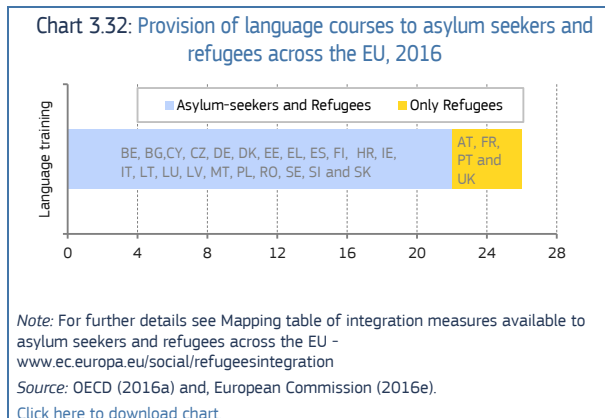 Chart 3.32: Provision of language courses to asylum seekers and
refugees across the EU, 2016
Asylum-seekers and Refugees
Only Refugees
Language training
BE, BG,CY, CZ, DE, DK, EE, EL, ES, FI, HR, IE,
IT, LT, LU, LV, MT, PL, RO, SE, SI and SK
AT, FR,
PT and
UK
0 4 8 12 16 20 24 28
Note: For further details see Mapping table of integration measures available to
asylum seekers and refugees across the EU -
www.ec.europa.eu/social/refugeesintegration
Source: OECD (2016a) and, European Commission (2016e).
Click here to download chart